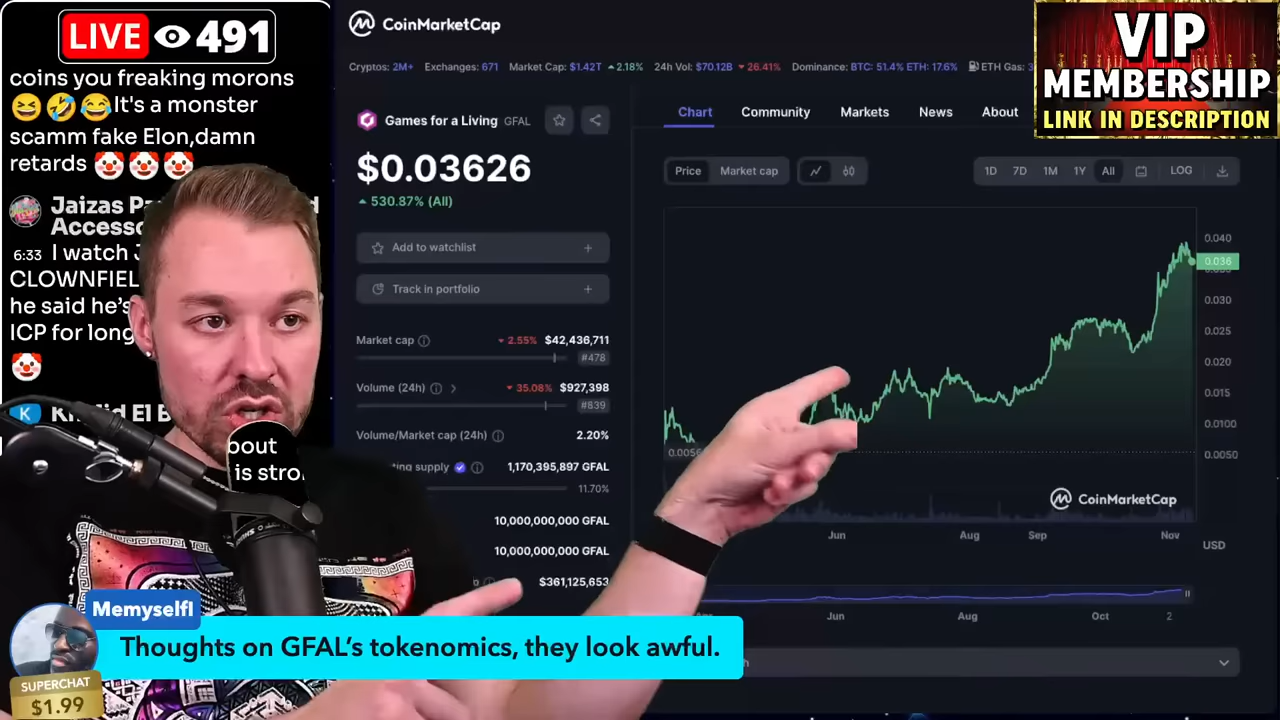 LIVE 491
coins you freaking morons
😆🤣😂It's a monster
scamm fake Elon,damn
retards 🤡🤡🤡
Jaizas
6:33 I watch
he said he's
ICP for long
🤡
K
El
bout
is stro
CoinMarketCap
Cryptos: 2M+ Exchanges: 671 Market Cap: $1.42T 2.18% 24h Vol: $70.12B 26.41% Dominance: BTC: 51.4% ETH: 17.6% ETH Gas:
VIP
MEMBERSHIP
LINK IN DESCRIPTION
Games for a Living GFAL
$0.03626
530.87% (All)
Add to watchlist +
Track in portfolio +
Market cap 2.55% $42,436,711
#478
Volume (24h) 35.08% $927,398
#839
Volume/Market cap (24h) 2.20%
supply 1,170,395,897 GFAL
11.70%
10,000,000,000 GFAL
10,000,000,000 GFAL
$361,125,653
Chart Community Markets News About
Price Market cap
1D 7D 1M 1Y All LOG
0.040
0.036
0.030
0.025
0.020
0.015
0.0100
0.0050
CoinMarketCap
Jun Aug Sep Nov
USD
Jun Aug Oct 2
Memyselfl
Thoughts on GFAL's tokenomics, they look awful.
SUPERCHAT
$1.99